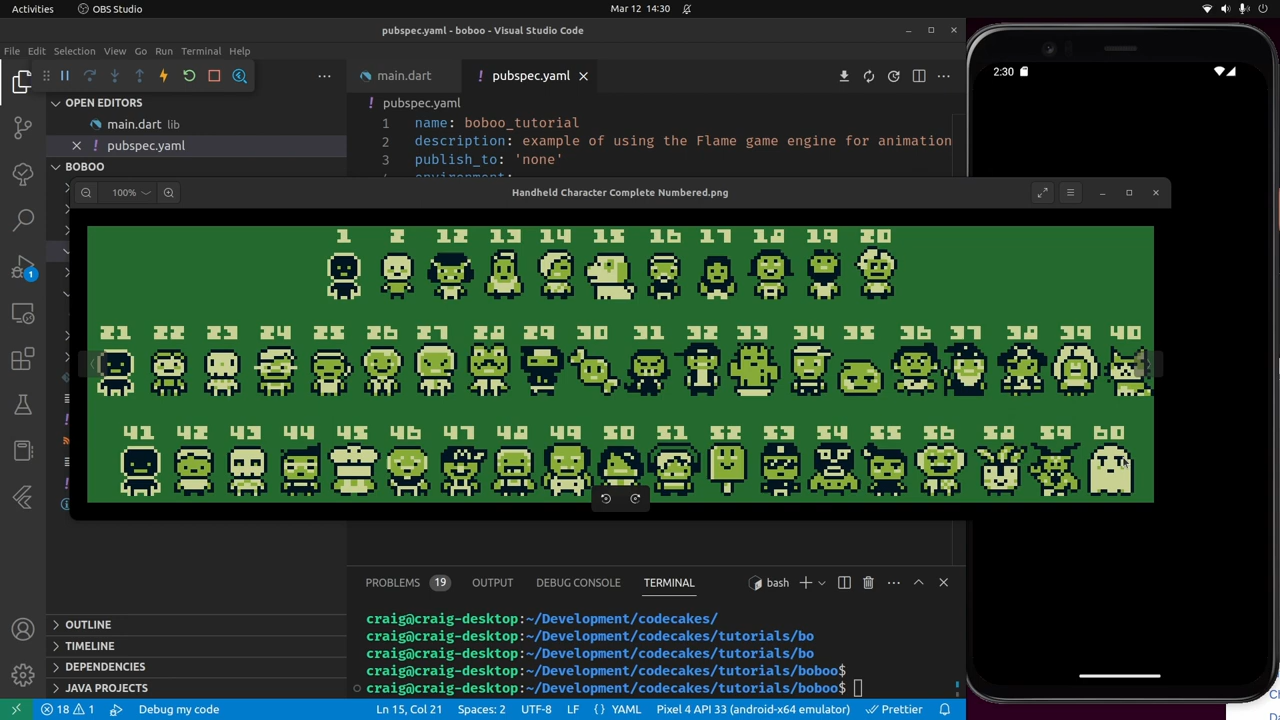 Activities
OBS Studio
Mar 12 14:30
pubspec.yaml - boboo - Visual Studio Code
File Edit Selection View Go Run Terminal Help
main.dart
pubspec.yaml
OPEN EDITORS
main.dart lib
pubspec.yaml
BOBOO
pubspec.yaml
1 name: boboo_tutorial
2 description: example of using the Flame game engine for animation
3 publish_to: 'none'
environment:
2:30
100%
Handheld Character Complete Numbered.png
1 2 12 13 14 15 16 17 18 19 20
21 22 23 24 25 26 27 28 29 30 31 32 33 34 35 36 37 38 39 40
41 42 43 44 45 46 47 48 49 50 51 52 53 54 55 56 58 59 60
1
OUTLINE
TIMELINE
DEPENDENCIES
JAVA PROJECTS
PROBLEMS 19 OUTPUT DEBUG CONSOLE TERMINAL
bash
craig@craig-desktop:~/Development/codecakes/
craig@craig-desktop:~/Development/codecakes/tutorials/bo
craig@craig-desktop:~/Development/codecakes/tutorials/bo
craig@craig-desktop:~/Development/codecakes/tutorials/boboo$
craig@craig-desktop:~/Development/codecakes/tutorials/boboo$
18 1 Debug my code Ln 15, Col 21 Spaces: 2 UTF-8 LF {} YAML Pixel 4 API 33 (android-x64 emulator) Prettier